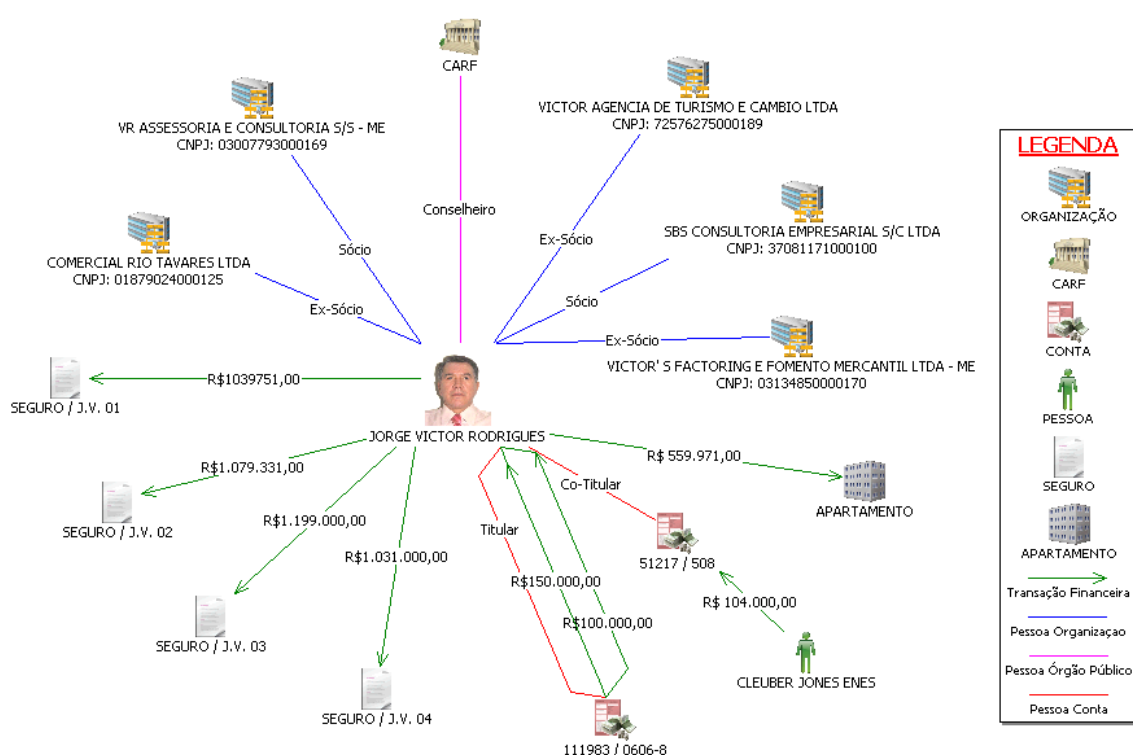 CARF
VR ASSESSORIA E CONSULTORIA S/S - ME
CNPJ: 03007793000169
VICTOR AGENCIA DE TURISMO E CAMBIO LTDA
CNPJ: 72576275000189
COMERCIAL RIO TAVARES LTDA
CNPJ: 01879024000125
SBS CONSULTORIA EMPRESARIAL S/C LTDA
CNPJ: 37081171000100
VICTOR' S FACTORING E FOMENTO MERCANTIL LTDA - ME
CNPJ: 03134850000170
Conselheiro
Sócio
Ex-Sócio
Ex-Sócio
Sócio
Ex-Sócio
JORGE VICTOR RODRIGUES
R$1039751,00
SEGURO / J.V. 01
R$1.079.331,00
SEGURO / J.V. 02
R$1.199.000,00
SEGURO / J.V. 03
R$1.031.000,00
SEGURO / J.V. 04
Titular
R$150.000,00
R$100.000,00
111983 / 0606-8
Co-Titular
51217 / 508
R$ 104.000,00
CLEUBER JONES ENES
R$ 559.971,00
APARTAMENTO
LEGENDA
ORGANIZAÇÃO
CARF
CONTA
PESSOA
SEGURO
APARTAMENTO
Transação Financeira
Pessoa Organizaçao
Pessoa Órgão Público
Pessoa Conta